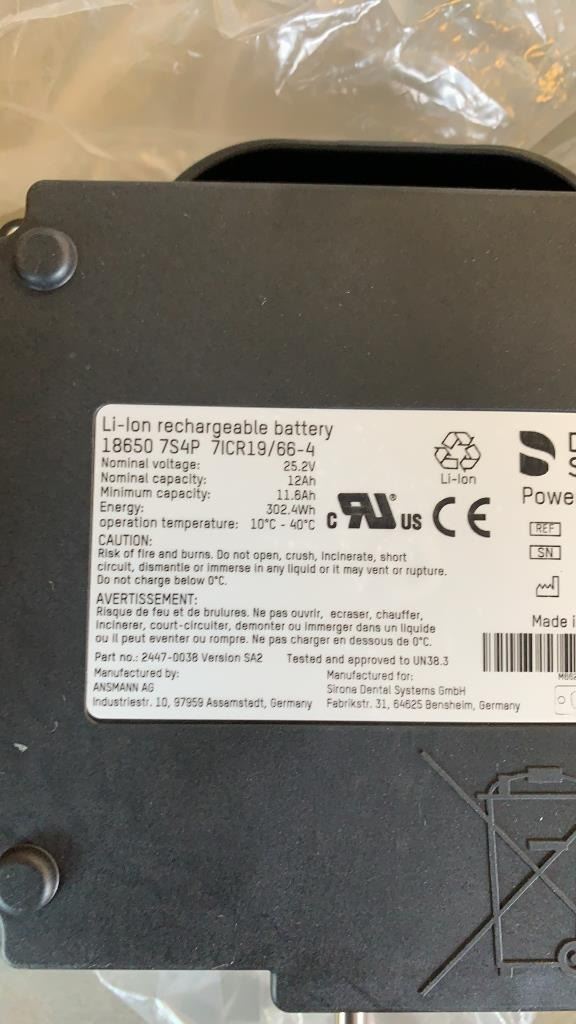 Li-Ion rechargeable battery
18650 7S4P 7ICR19/66-4
Nominal voltage: 25.2V
Nominal capacity: 12Ah
Minimum capacity: 11.6Ah
Energy: 302.4Wh
operation temperature: 10°C - 40°C
Li-Ion
c RU ® US CE
CAUTION:
Risk of fire and burns. Do not open, crush, incinerate, short
circuit, dismantle or immerse in any liquid or it may vent or rupture.
Do not charge below 0°C.
AVERTISSEMENT:
Risque de feu et de brulures. Ne pas ouvrir, ecraser, chauffer,
incinerer, court-circuiter, demonter ou immerger dans un liquide
ou il peut eventer ou rompre. Ne pas charger en dessous de 0°C.
Part no.: 2447-0038 Version SA2 Tested and approved to UN38.3
Manufactured by:
ANSMANN AG
Industriestr. 10, 97959 Assamstadt, Germany
Manufactured for:
Sirona Dental Systems GmbH
Fabrikstr. 31, 64625 Bensheim, Germany
Powe
REF
SN
Made i